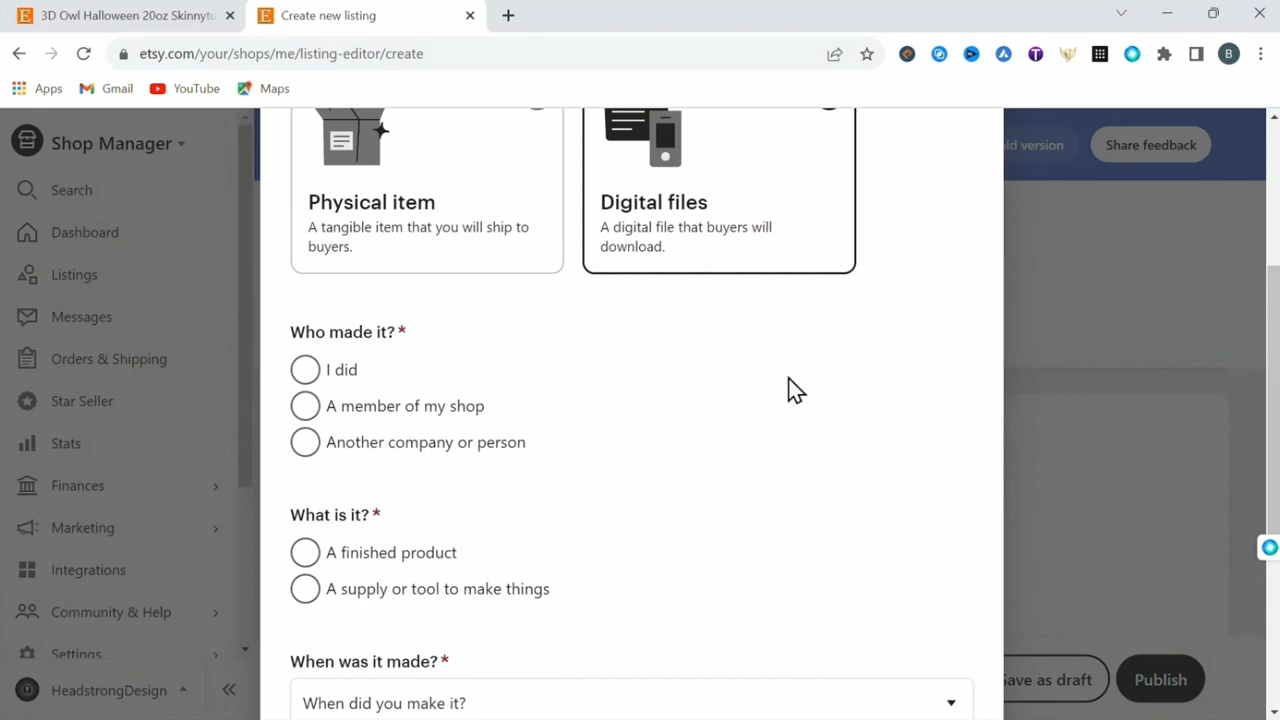 3D Owl Halloween 20oz Skinnytu
Create new listing
etsy.com/your/shops/me/listing-editor/create
B
Apps
Gmail
YouTube
Maps
Shop Manager
ld version
Share feedback
Search
Dashboard
Listings
Messages
Orders & Shipping
Star Seller
Stats
Finances
Marketing
Integrations
Community & Help
Settings
HeadstrongDesign
Physical item
A tangible item that you will ship to
buyers.
Digital files
A digital file that buyers will
download.
Who made it?*
I did
A member of my shop
Another company or person
What is it?*
A finished product
A supply or tool to make things
When was it made?*
When did you make it?
Save as draft
Publish